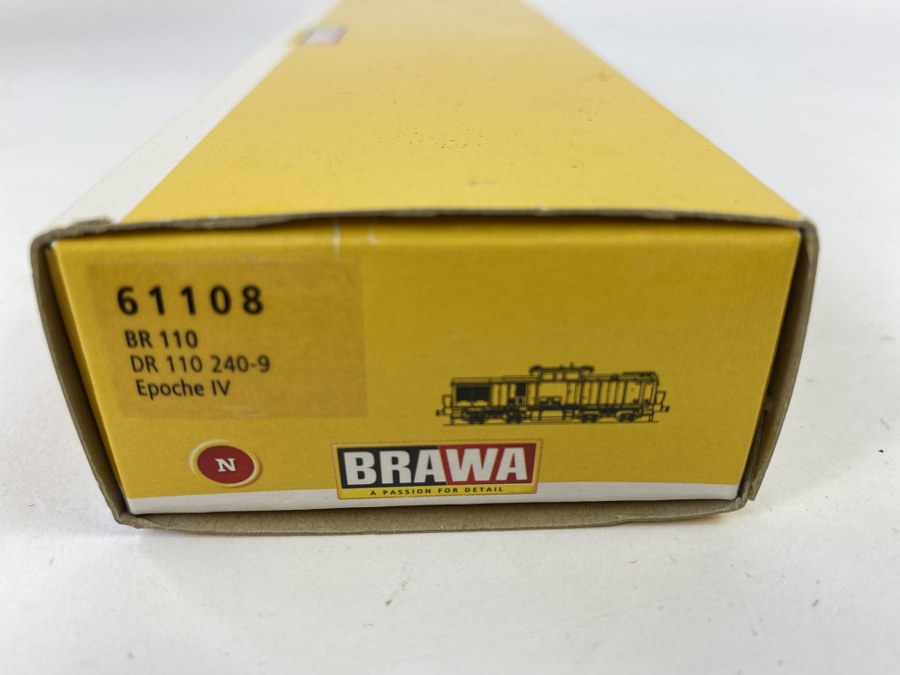 61108
BR 110
DR 110 240-9
Epoche IV
N
BRAWA
A PASSION FOR DETAIL